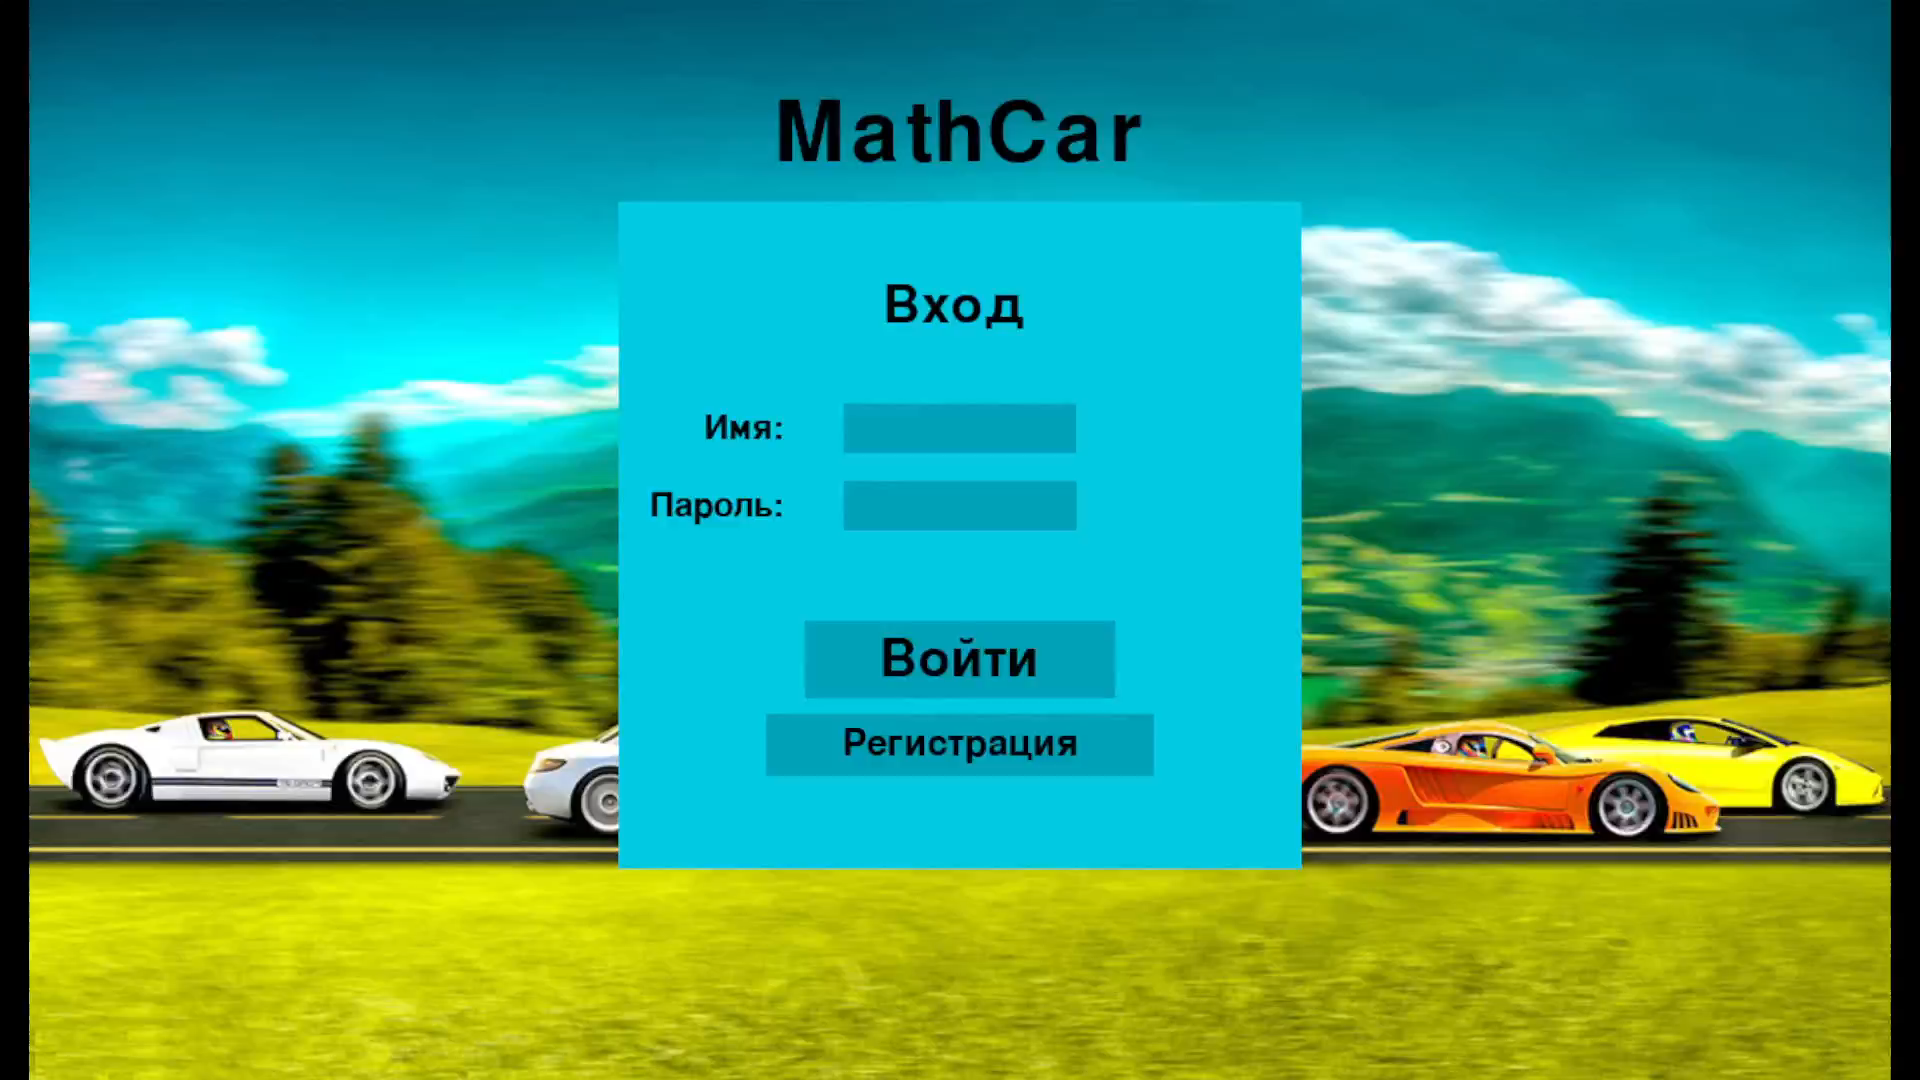 MathCar
Вход
Имя:
Пароль:
Войти
Регистрация